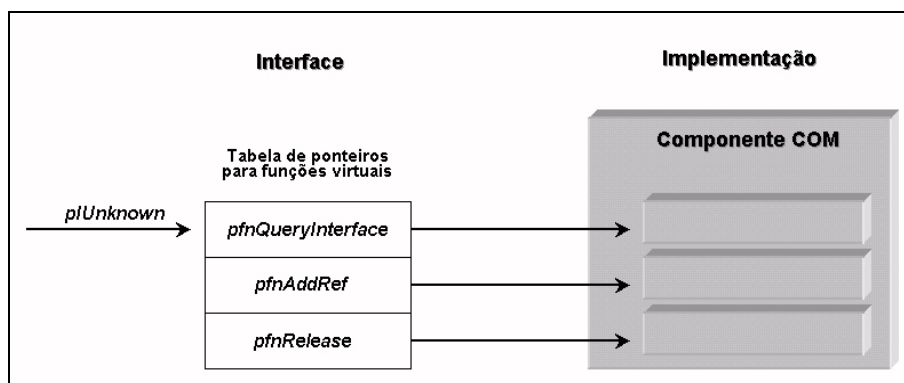 Interface
Implementação
Componente COM
Tabela de ponteiros
para funções virtuais
pIUnknown
pfnQueryInterface
pfnAddRef
pfnRelease